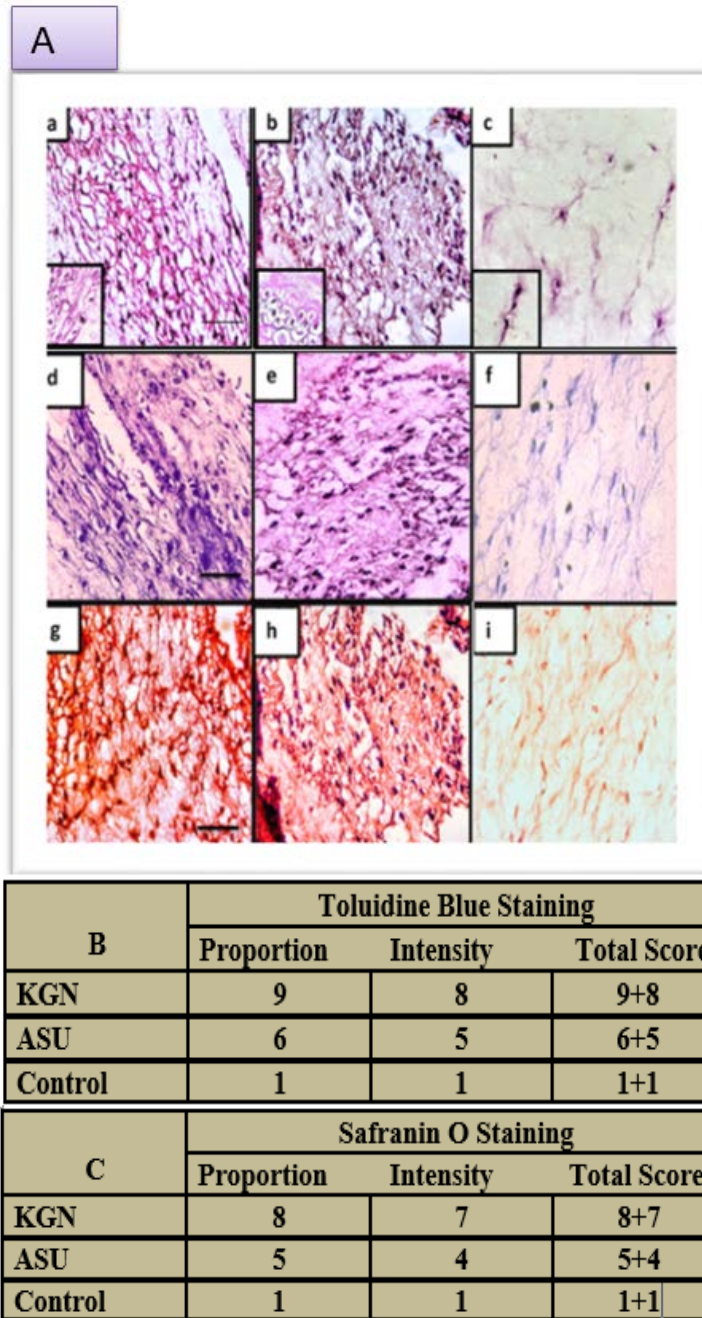 A
a b c
d e f
g h i
B Toluidine Blue Staining
Proportion Intensity Total Score
KGN 9 8 9+8
ASU 6 5 6+5
Control 1 1 1+1
C Safranin O Staining
Proportion Intensity Total Score
KGN 8 7 8+7
ASU 5 4 5+4
Control 1 1 1+1